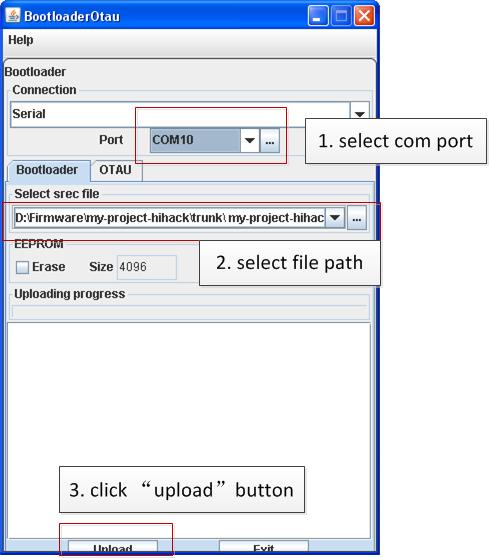 BootloaderOtau
Help
Bootloader
Connection
Serial
Port COM10 ...
1. select com port
Bootloader OTAU
Select srec file
D:\Firmware\my-project-hihack\trunk\ my-project-hihac ...
EEPROM
Erase Size 4096
2. select file path
Uploading progress
3. click “upload” button
Upload Exit